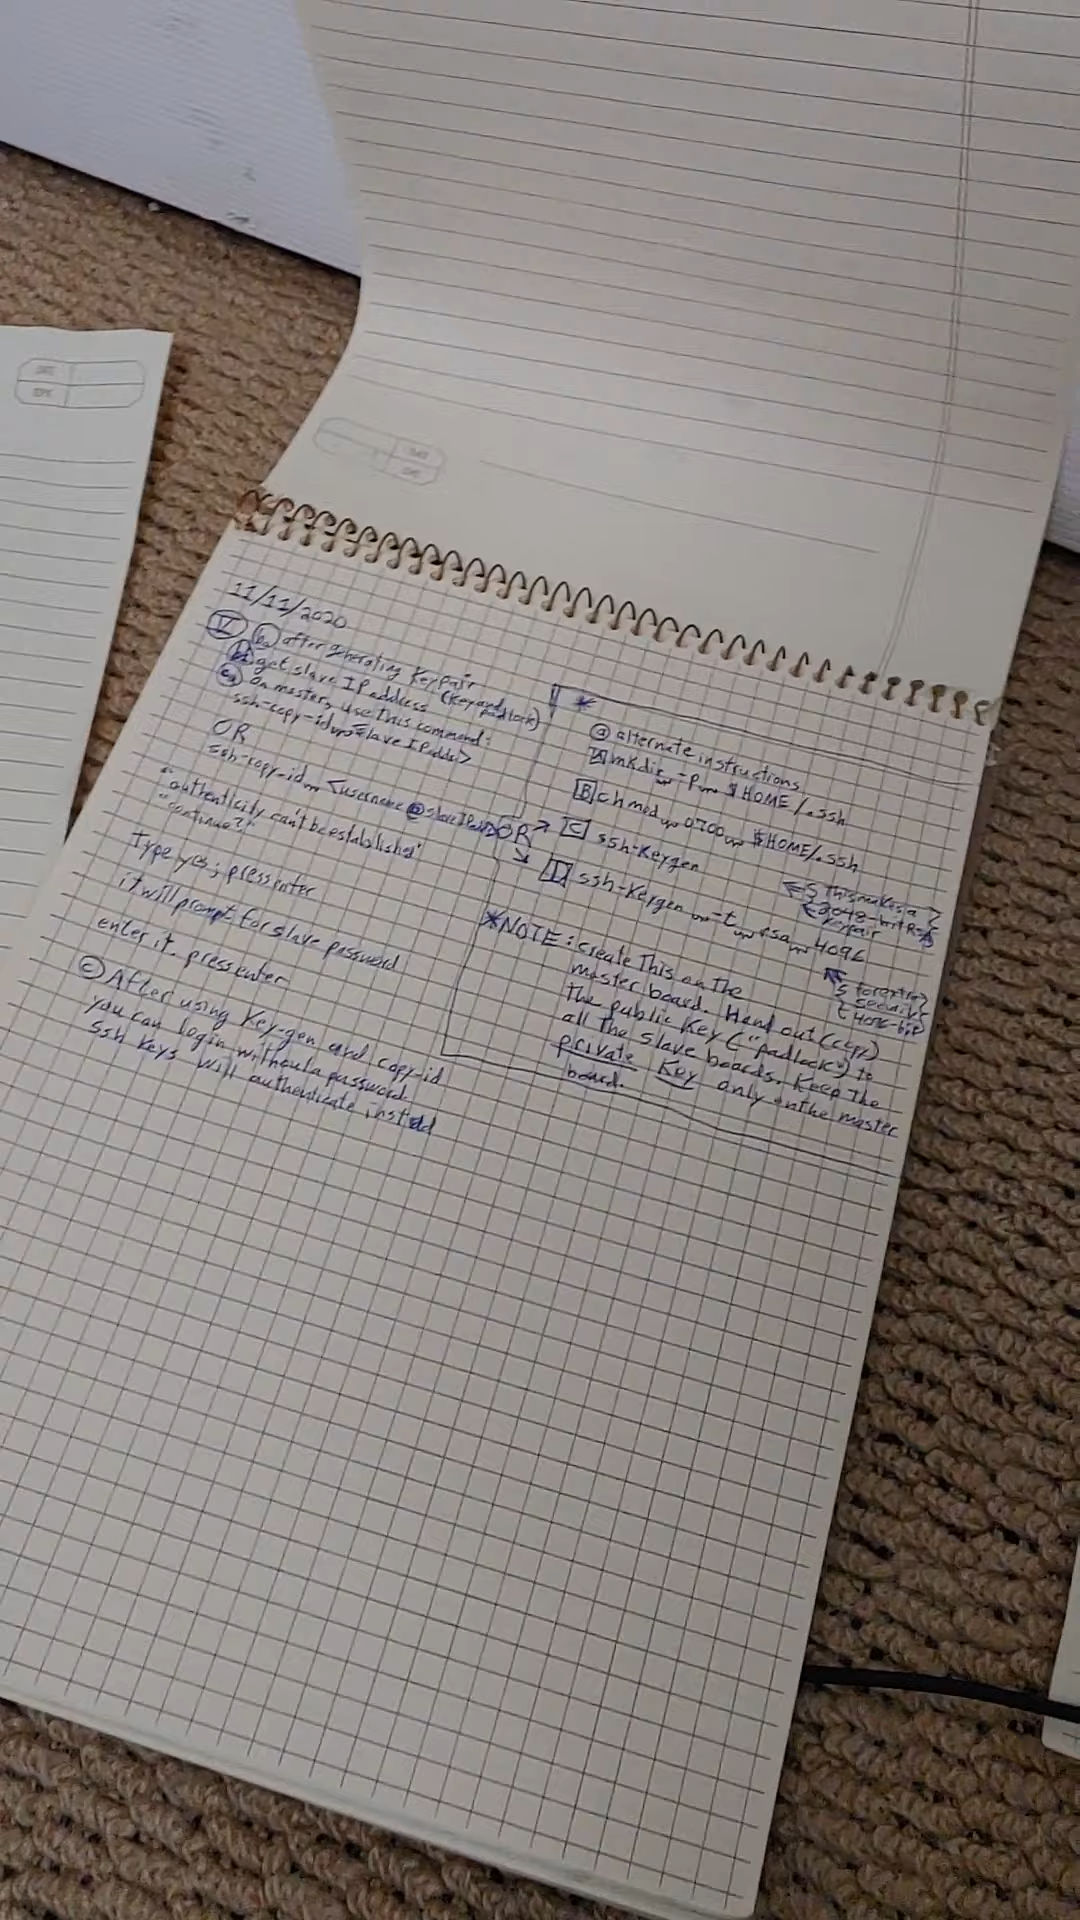 11/11/2020
V b1 after generating Keypair
(Key and padlock)
b2 get slave IP address
b3 On master, use this command:
ssh-copy-id <slave IP addr>
OR
ssh-copy-id <username@slave IP
"authenticity can't be established"
"continue?"
Type yes; press enter
it will prompt for slave password
enter it. press enter
c After using Key-gen and copy-id
you can login without a password.
ssh keys will authenticate instead
*
a alternate instructions
A mkdir -p $HOME/.ssh
B chmod 0700 $HOME/.ssh
OR → C ssh-Keygen
← { This makes a }
← { 2048-bit RSA
Keypair
D ssh-Keygen -t rsa 4096
{ for extra }
{ security
{ 4096-bit }
*NOTE: create This on The
master board. Hand out (copy)
The public Key ("padlock") to
all the slave boards. Keep The
private Key only on the master
board.